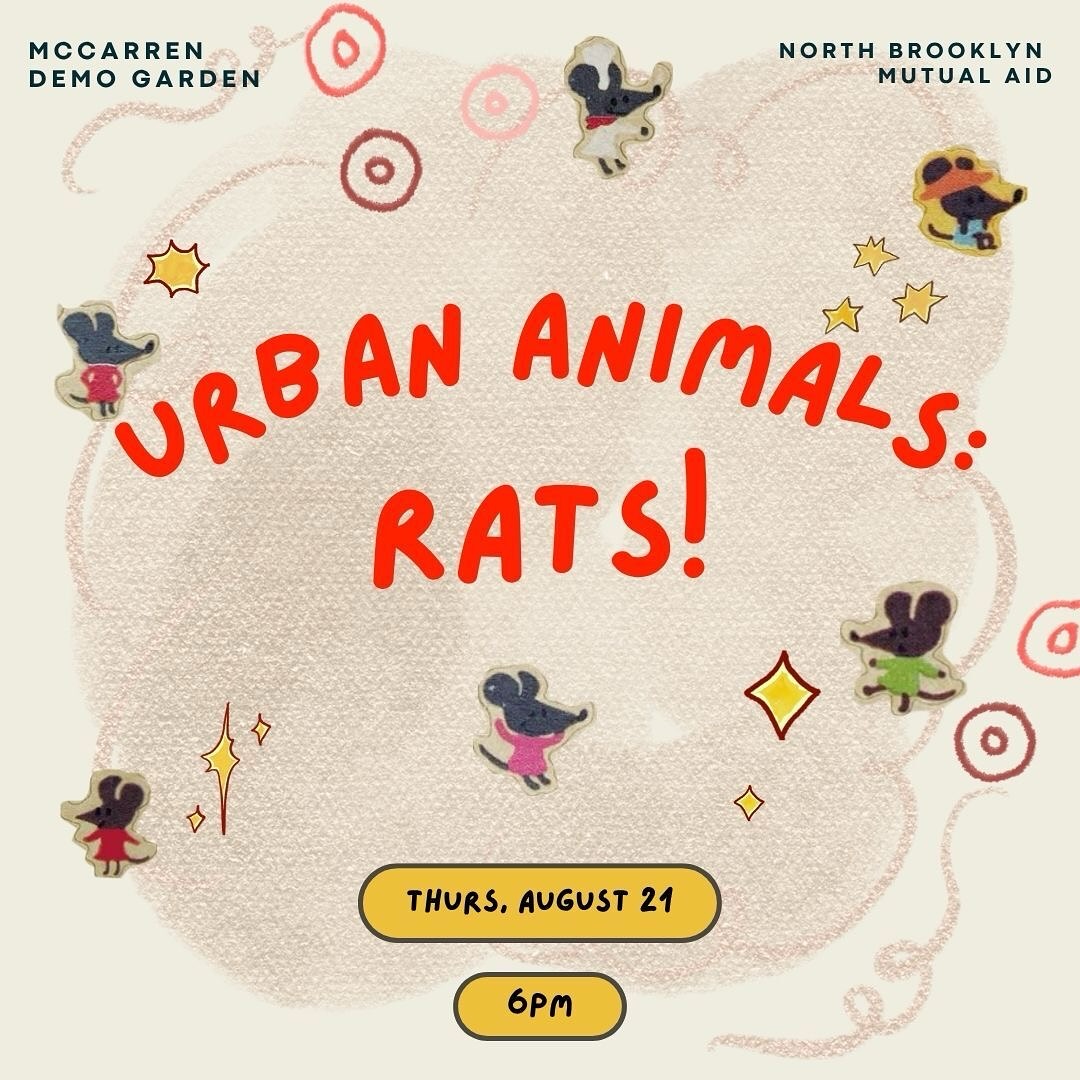 MCCARREN
DEMO GARDEN
NORTH BROOKLYN
MUTUAL AID
URBAN ANIMALS:
RATS!
THURS, AUGUST 21
6PM